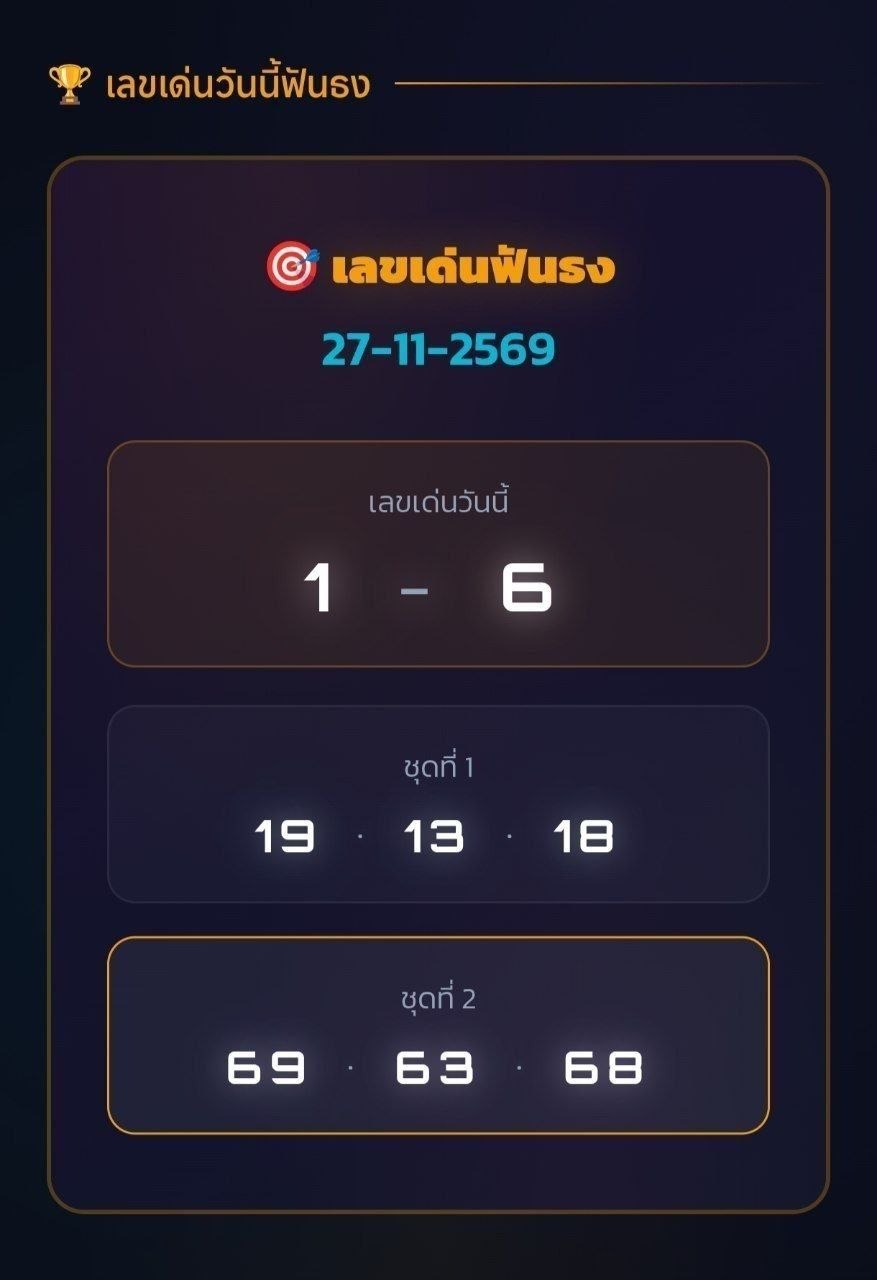 🏆 เลขเด่นวันนี้ฟันธง
🎯 เลขเด่นฟันธง
27-11-2569
เลขเด่นวันนี้
1 - 6
ชุดที่ 1
19 · 13 · 18
ชุดที่ 2
69 · 63 · 68